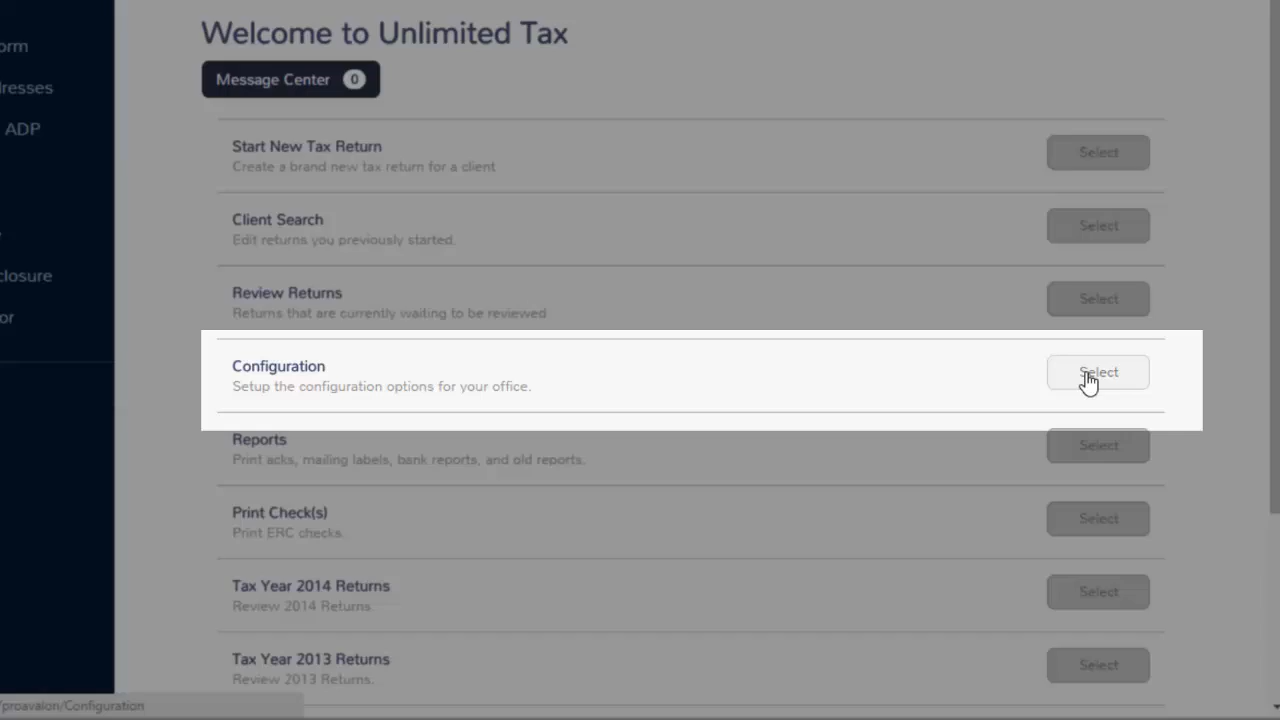 Welcome to Unlimited Tax
Message Center 0
orm
resses
ADP
closure
or
Start New Tax Return
Create a brand new tax return for a client
Select
Client Search
Edit returns you previously started.
Select
Review Returns
Returns that are currently waiting to be reviewed
Select
Configuration
Setup the configuration options for your office.
Select
Reports
Print acks, mailing labels, bank reports, and old reports.
Select
Print Check(s)
Print ERC checks.
Select
Tax Year 2014 Returns
Review 2014 Returns.
Select
Tax Year 2013 Returns
Review 2013 Returns.
Select
/proavalon/Configuration